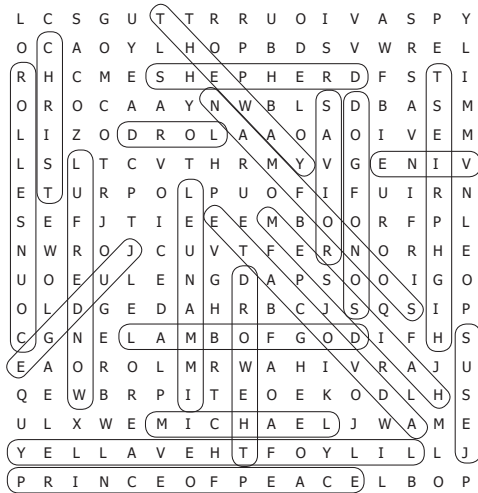 L C S G U T T R R U O I V A S P Y
O C A O Y L H O P B D S V W R E L
R H C M E S H E P H E R D F S T I
O R O C A A Y N W B L S D B A S M
L I Z O D R O L A A O A O I V E M
L S L T C V T H R M Y V G E N I V
E T U R P O L P U O F I F U I R N
S E F J T I E E E M B O O R F P L
N W R O J C U V T F E R N O R H E
U O E U L E N G D A P S O O I G O
O L D G E D A H R B C J S Q S I P
C G N E L A M B O F G O D I F H S
E A O R O L M R W A H I V R A J U
Q E W B R P I T E O E K O D L H S
U L X W E M I C H A E L J W A M E
Y E L L A V E H T F O Y L I L L J
P R I N C E O F P E A C E L B O P